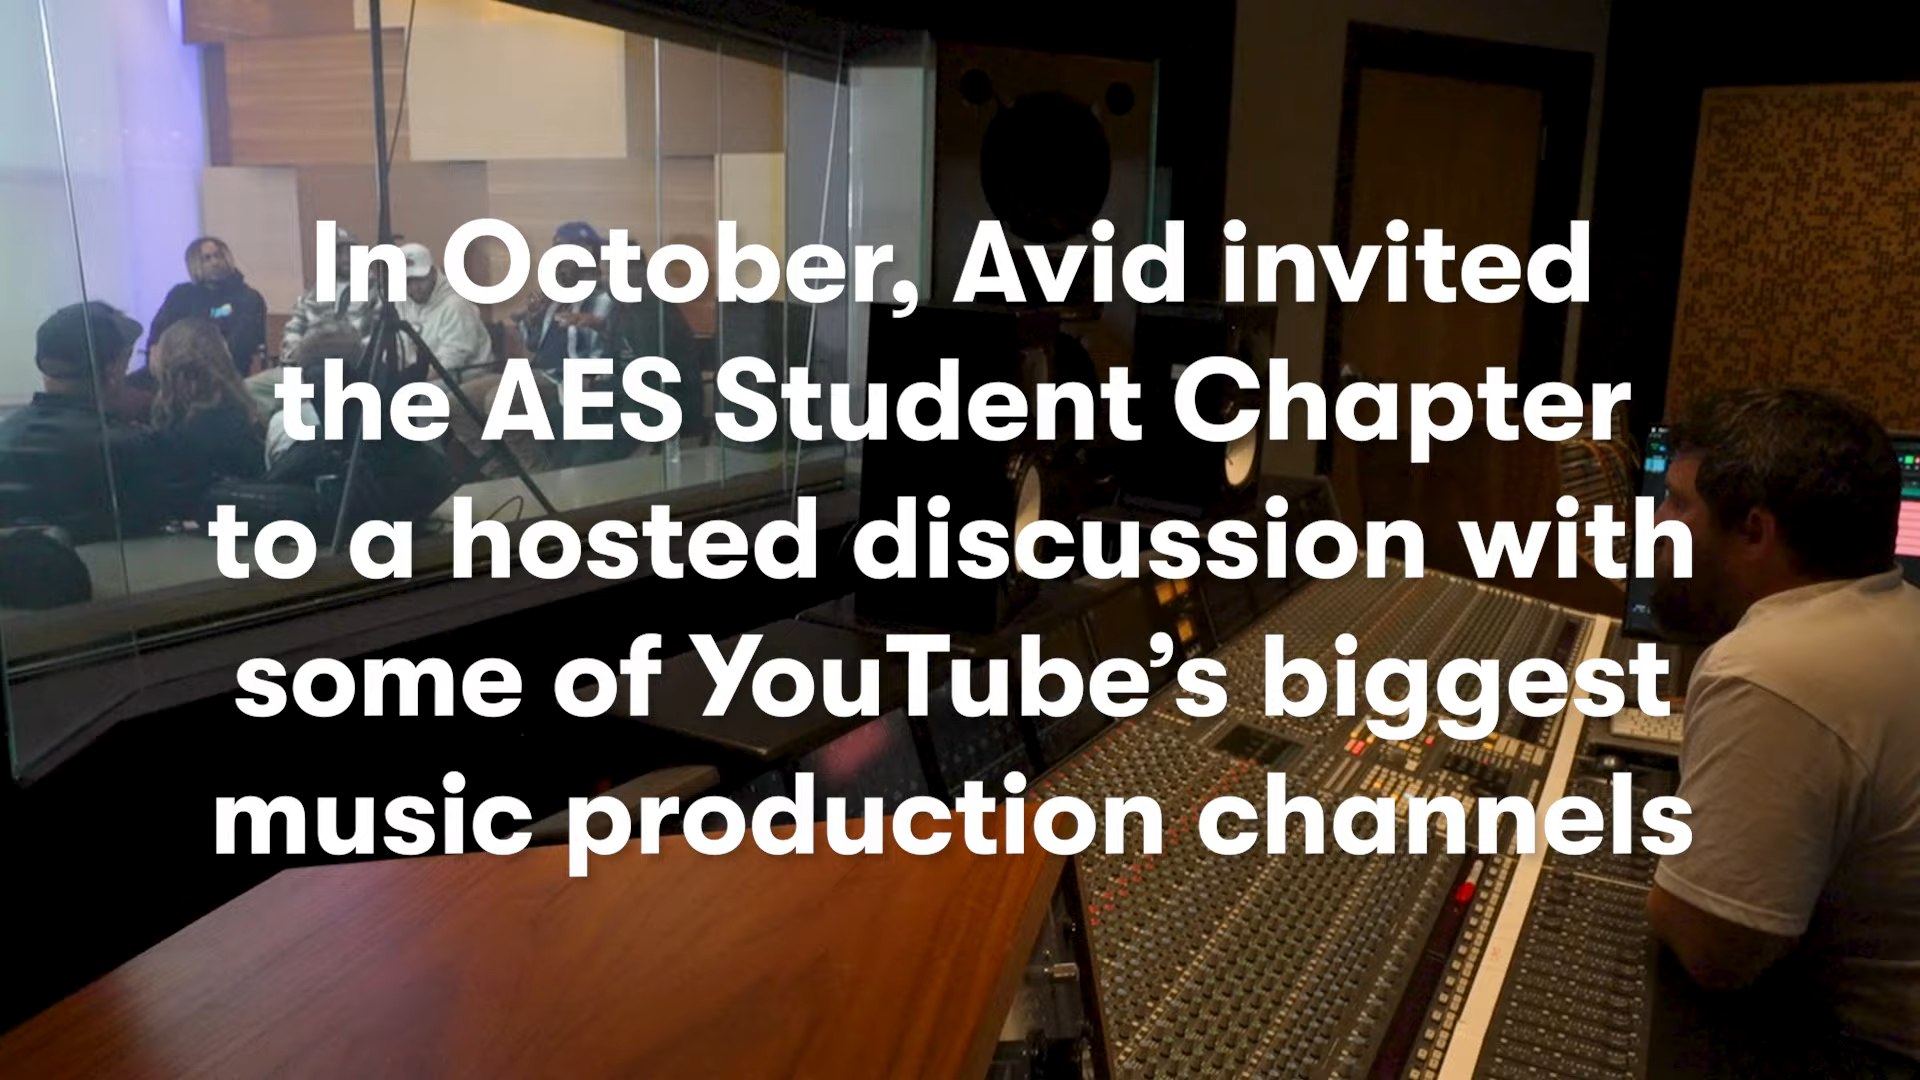 In October, Avid invited
the AES Student Chapter
to a hosted discussion with
some of YouTube’s biggest
music production channels